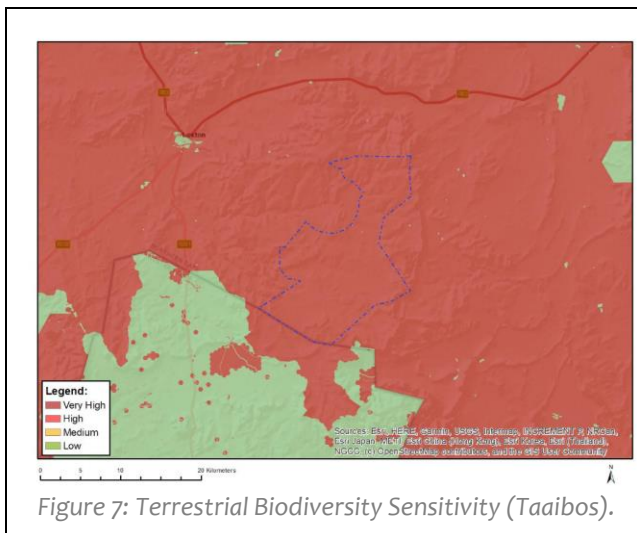 Legend:
Very High
High
Medium
Low
Sources: Esri, HERE, Garmin, USGS, Intermap, INCREMENT P, NRCan,
Esri Japan, METI, Esri China (Hong Kong), Esri Korea, Esri (Thailand),
NGCC, (c) OpenStreetMap contributors, and the GIS User Community
0 5 10 20 Kilometers
N
Figure 7: Terrestrial Biodiversity Sensitivity (Taaibos).